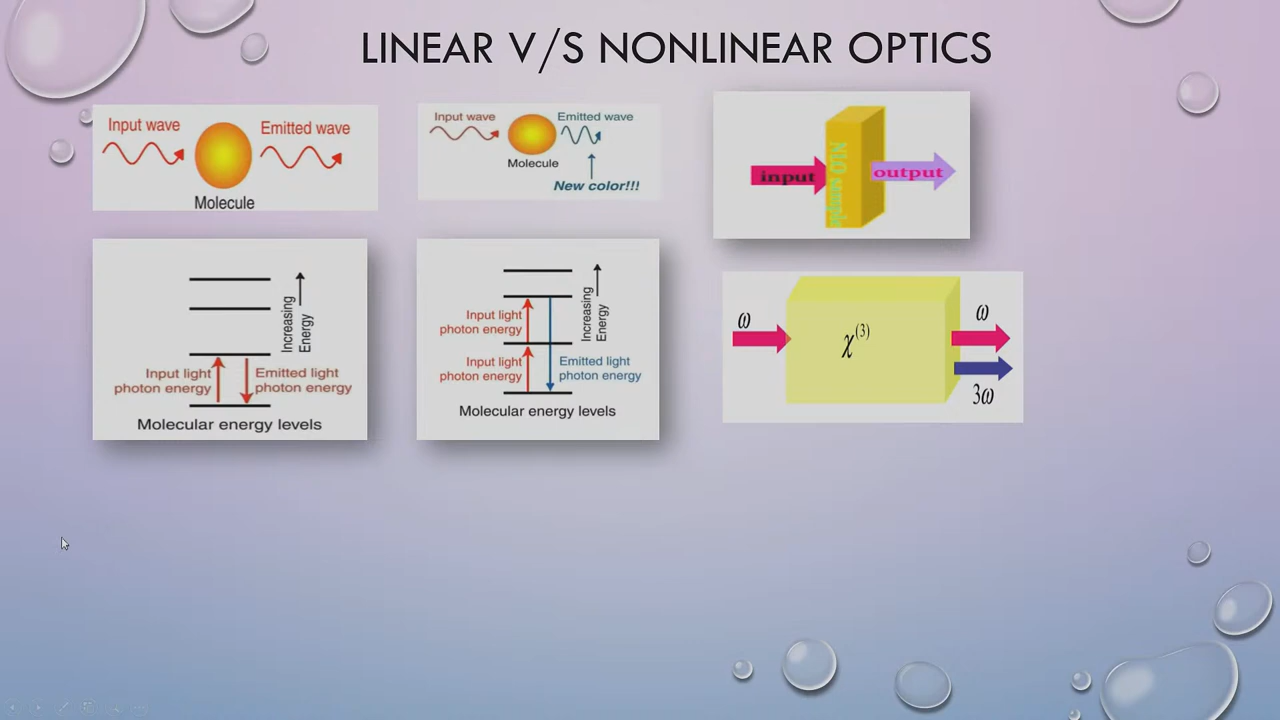 LINEAR V/S NONLINEAR OPTICS
Input wave
Emitted wave
Molecule
Input wave
Emitted wave
Molecule
New color!!!
input
NLO sample
output
Increasing
Energy
Input light
photon energy
Emitted light
photon energy
Molecular energy levels
Increasing
Energy
Input light
photon energy
Input light
photon energy
Emitted light
photon energy
Molecular energy levels
ω
χ⁽³⁾
ω
3ω